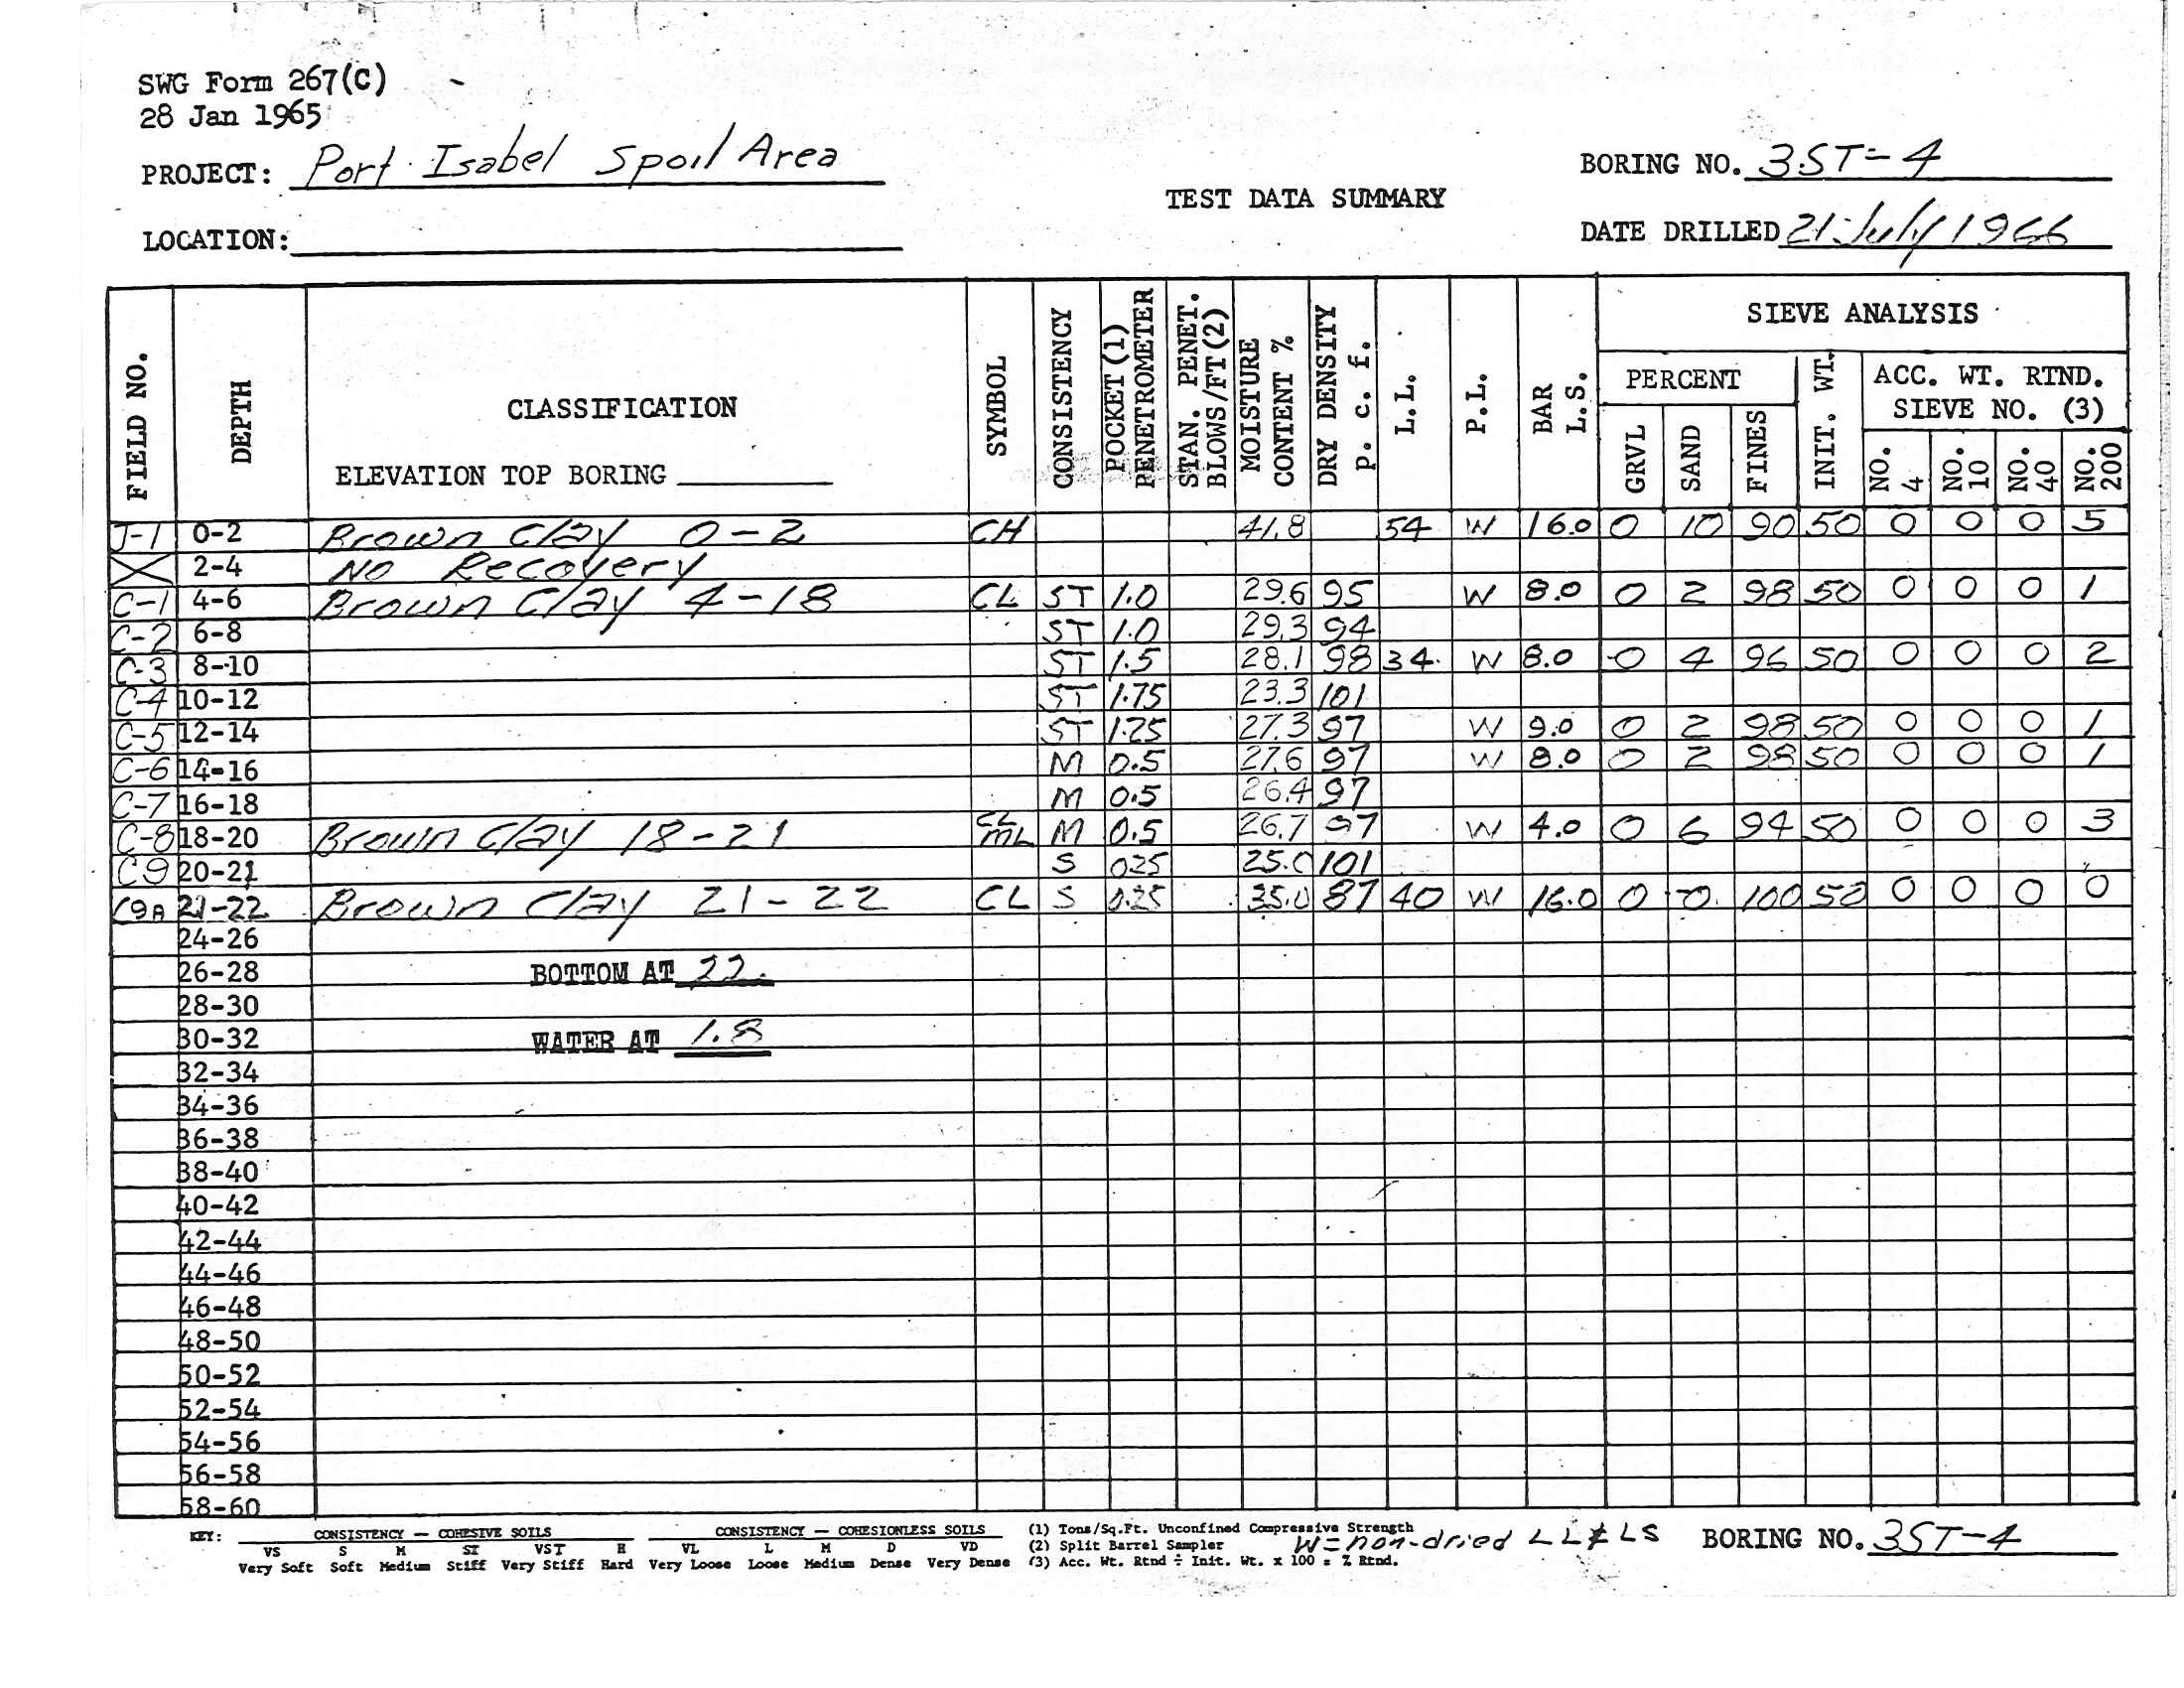 SWG Form 267(C)
28 Jan 1965
PROJECT: Port Isabel Spoil Area
BORING NO. 3ST-4
TEST DATA SUMMARY
LOCATION:
DATE DRILLED 21 July 1966
FIELD NO.
DEPTH
CLASSIFICATION
ELEVATION TOP BORING
SYMBOL
CONSISTENCY
POCKET (1) PENETROMETER
STAN. PENET. BLOWS/FT(2)
MOISTURE CONTENT %
DRY DENSITY p. c. f.
L.L.
P.L.
BAR L.S.
SIEVE ANALYSIS
PERCENT
GRVL
SAND
FINES
INIT. WT.
ACC. WT. RTND.
SIEVE NO. (3)
NO. 4
NO. 10
NO. 40
NO. 200
J-1 0-2 Brown Clay 0-2 CH 41.8 54 W 16.0 0 10 90 50 0 0 0 5
2-4 No Recovery
C-1 4-6 Brown Clay 4-18 CL ST 1.0 29.6 95 W 8.0 0 2 98 50 0 0 0 1
C-2 6-8 ST 1.0 29.3 94
C-3 8-10 ST 1.5 28.1 98 34 W 8.0 0 4 96 50 0 0 0 2
C-4 10-12 ST 1.75 23.3 101
C-5 12-14 ST 1.25 27.3 97 W 9.0 0 2 98 50 0 0 0 1
C-6 14-16 M 0.5 27.6 97 W 8.0 0 2 98 50 0 0 0 1
C-7 16-18 M 0.5 26.4 97
C-8 18-20 Brown Clay 18-21 CL ML M 0.5 26.7 97 W 4.0 0 6 94 50 0 0 0 3
C9 20-21 S 025 25.0 101
C9A 21-22 Brown Clay 21-22 CL S 0.25 35.0 87 40 W 16.0 0 0 100 50 0 0 0 0
24-26
26-28 BOTTOM AT 22.
28-30
30-32 WATER AT 1.8
32-34
34-36
36-38
38-40
40-42
42-44
44-46
46-48
48-50
50-52
52-54
54-56
56-58
58-60
KEY: CONSISTENCY — COHESIVE SOILS CONSISTENCY — COHESIONLESS SOILS (1) Tons/Sq.Ft. Unconfined Compressive Strength
VS S M ST VST H VL L M D VD (2) Split Barrel Sampler W=non-dried LL & LS BORING NO. 3ST-4
Very Soft Soft Medium Stiff Very Stiff Hard Very Loose Loose Medium Dense Very Dense (3) Acc. Wt. Rtnd ÷ Init. Wt. x 100 = % Rtnd.